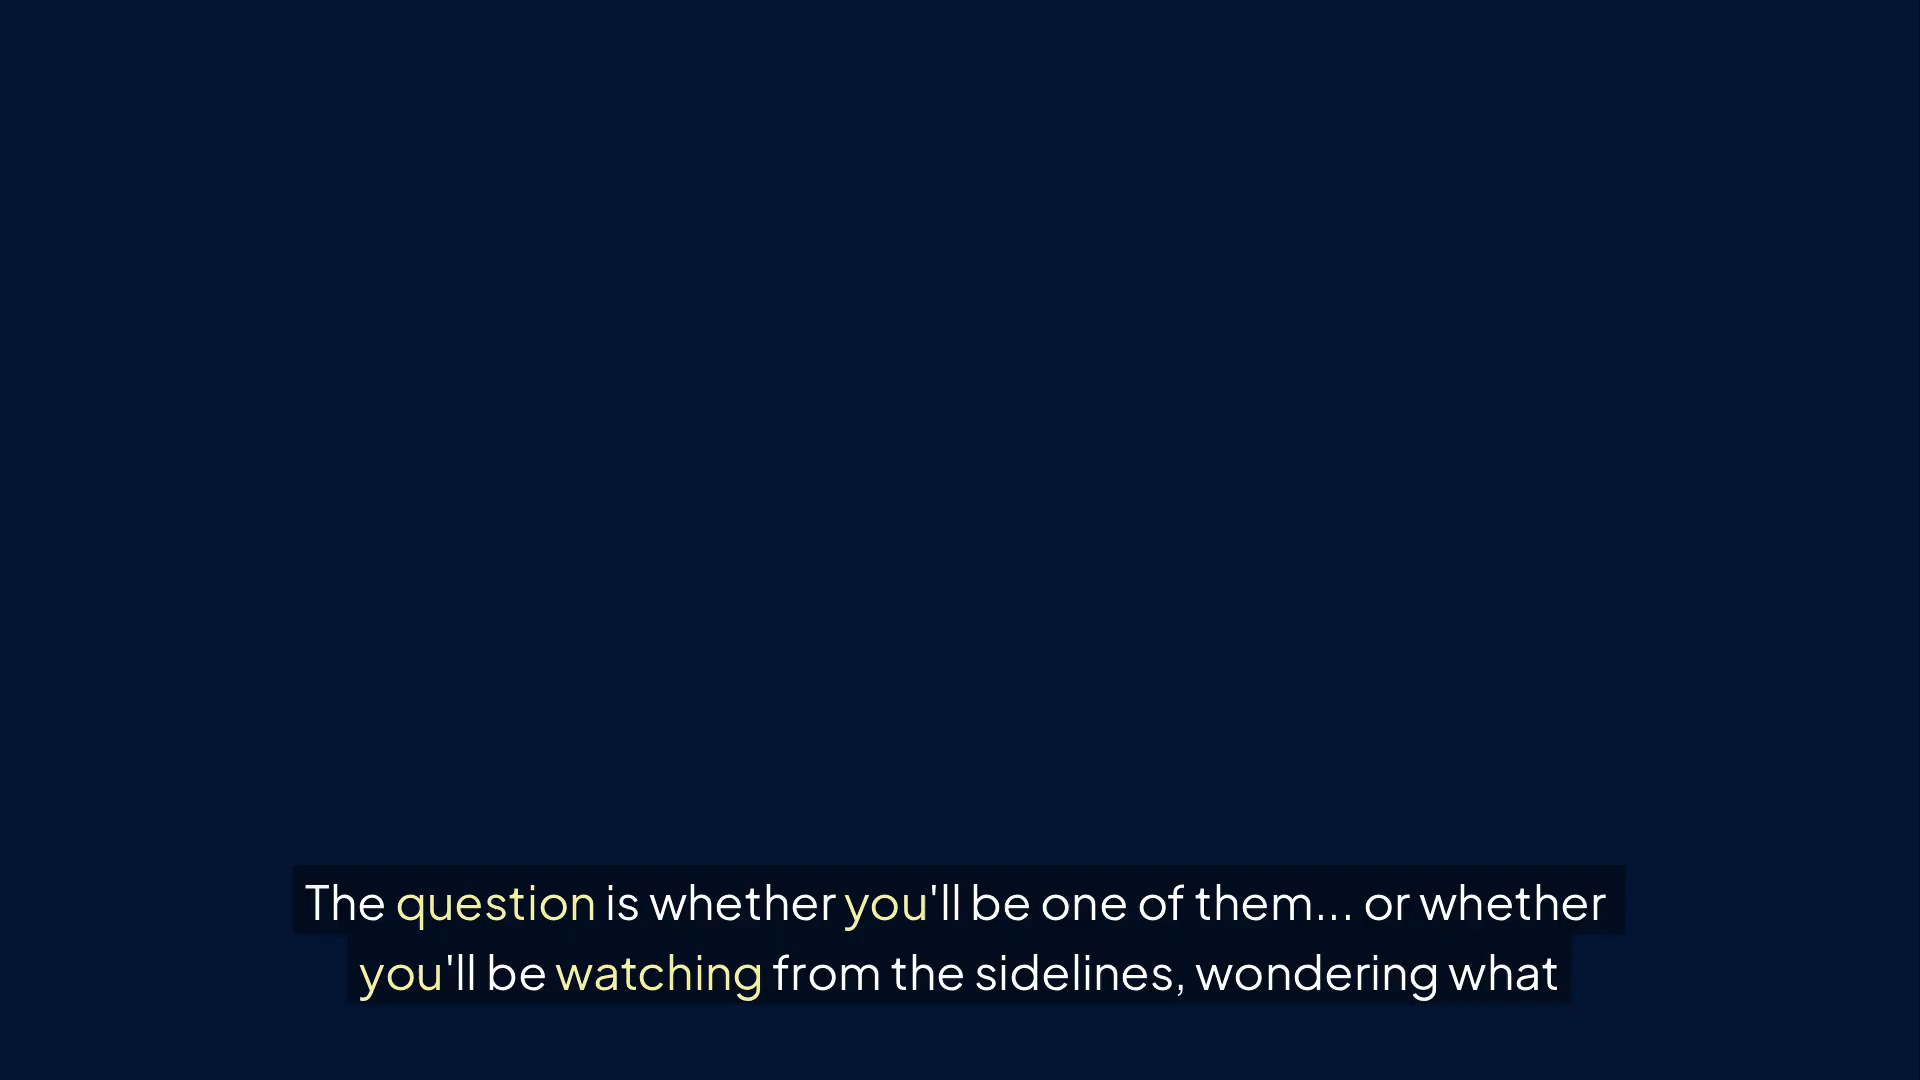 The question is whether you'll be one of them... or whether
you'll be watching from the sidelines, wondering what